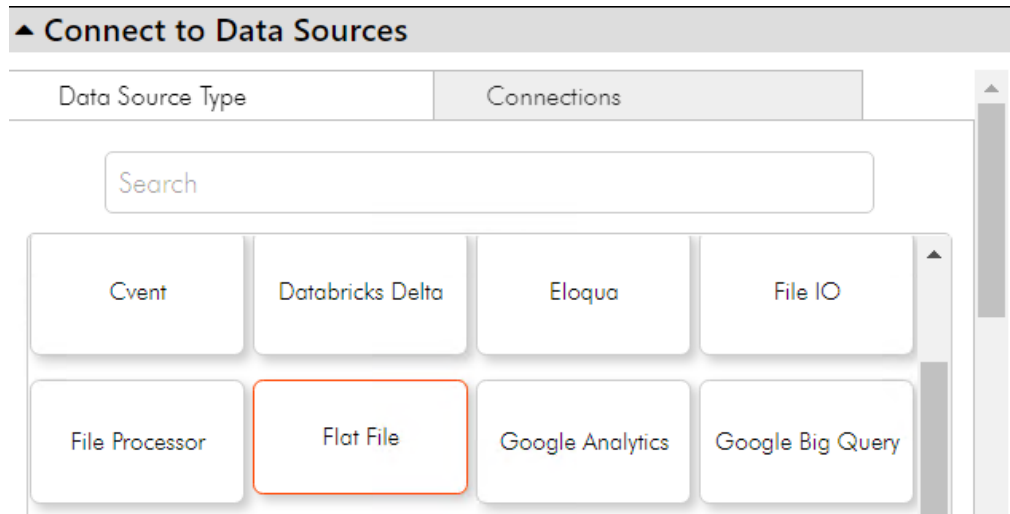 Connect to Data Sources
Data Source Type
Connections
Search
Cvent
Databricks Delta
Eloqua
File IO
File Processor
Flat File
Google Analytics
Google Big Query